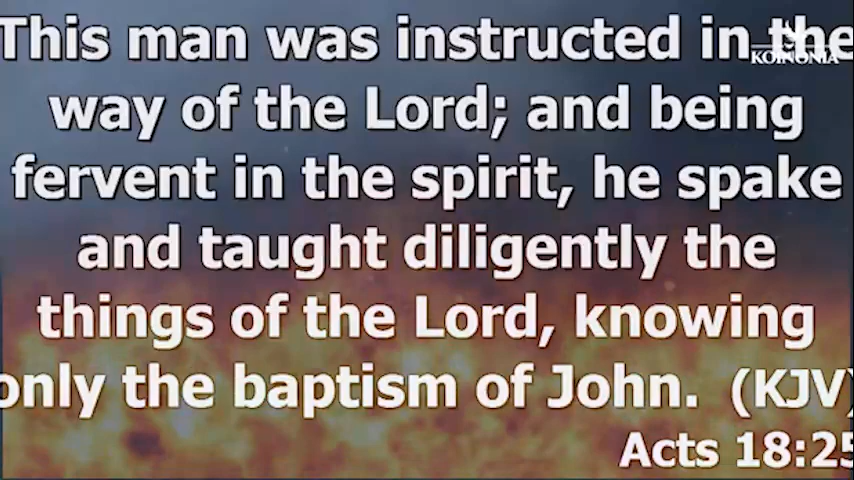 This man was instructed in the
KOINONIA
way of the Lord; and being
fervent in the spirit, he spake
and taught diligently the
things of the Lord, knowing
only the baptism of John. (KJV)
Acts 18:25